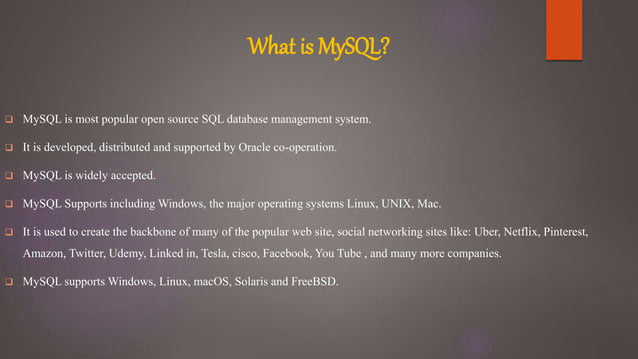 What is MySQL?
MySQL is most popular open source SQL database management system.
It is developed, distributed and supported by Oracle co-operation.
MySQL is widely accepted.
MySQL Supports including Windows, the major operating systems Linux, UNIX, Mac.
It is used to create the backbone of many of the popular web site, social networking sites like: Uber, Netflix, Pinterest,
Amazon, Twitter, Udemy, Linked in, Tesla, cisco, Facebook, You Tube , and many more companies.
MySQL supports Windows, Linux, macOS, Solaris and FreeBSD.